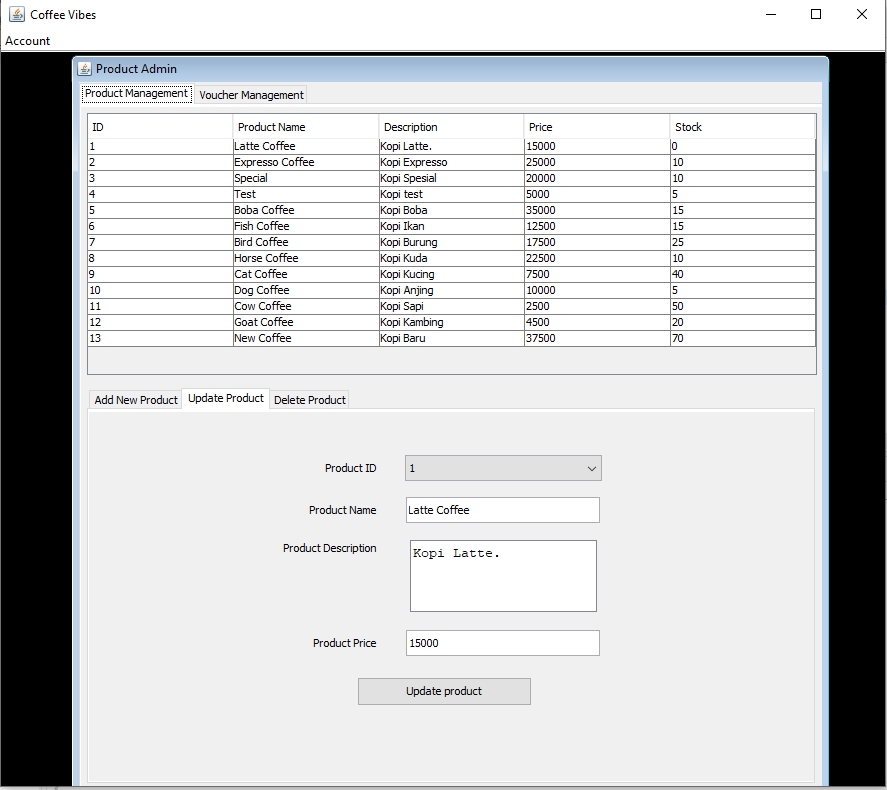 Coffee Vibes
Account
Product Admin
Product Management Voucher Management
ID Product Name Description Price Stock
1 Latte Coffee Kopi Latte. 15000 0
2 Expresso Coffee Kopi Expresso 25000 10
3 Special Kopi Spesial 20000 10
4 Test Kopi test 5000 5
5 Boba Coffee Kopi Boba 35000 15
6 Fish Coffee Kopi Ikan 12500 15
7 Bird Coffee Kopi Burung 17500 25
8 Horse Coffee Kopi Kuda 22500 10
9 Cat Coffee Kopi Kucing 7500 40
10 Dog Coffee Kopi Anjing 10000 5
11 Cow Coffee Kopi Sapi 2500 50
12 Goat Coffee Kopi Kambing 4500 20
13 New Coffee Kopi Baru 37500 70
Add New Product Update Product Delete Product
Product ID 1
Product Name Latte Coffee
Product Description Kopi Latte.
Product Price 15000
Update product